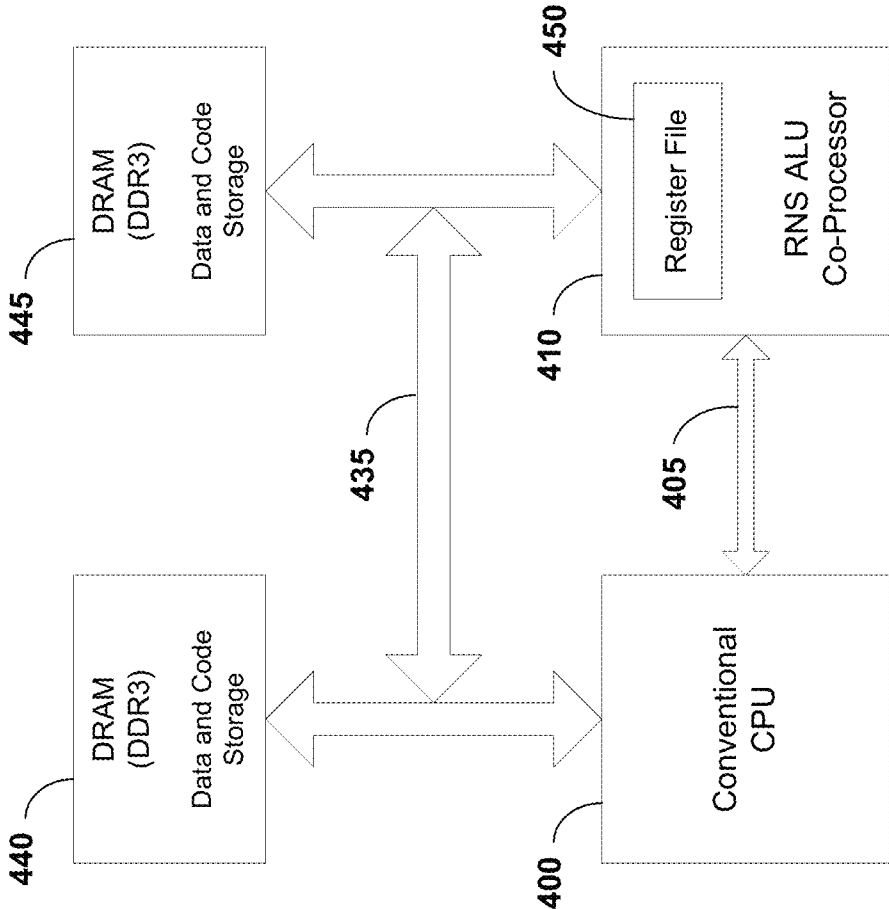 440
DRAM
(DDR3)
Data and Code
Storage
445
DRAM
(DDR3)
Data and Code
Storage
435
400
Conventional
CPU
405
410
450
Register File
RNS ALU
Co-Processor